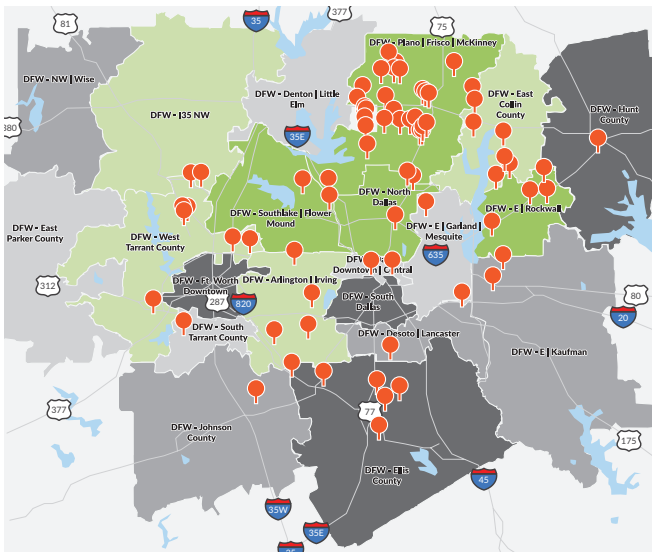 377
35
81
75
DFW - Plano | Frisco | McKinney
DFW - NW | Wise
DFW - Denton | Little
Elm
DFW - East
Collin
County
DFW - I35 NW
DFW - Hunt
County
380
35E
DFW - North
Dallas
DFW - Southlake | Flower
Mound
DFW - E | Rockwall
DFW - East
Parker County
DFW - West
Tarrant County
DFW - E | Garland |
Mesquite
635
DFW -
Downtown | Central
DFW - Ft. Worth
Downtown
DFW - Arlington | Irving
312
287
820
DFW - South
Dallas
80
20
DFW - South
Tarrant County
DFW - Desoto | Lancaster
DFW - E | Kaufman
377
77
DFW - Johnson
County
175
DFW - Ellis
County
45
35W
35E
35